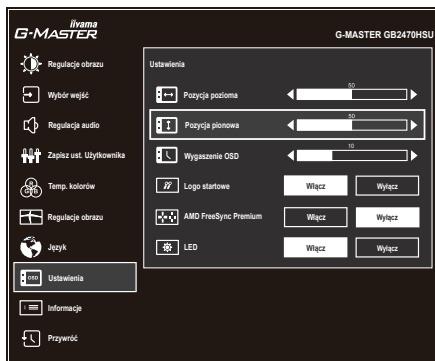 iiyama
G-MASTER
G-MASTER GB2470HSU
Regulacje obrazu
Wybór wejść
Regulacja audio
Zapisz ust. Użytkownika
R G B
Temp. kolorów
Regulacje obrazu
Język
OSD
Ustawienia
i
Informacje
Przywróć
Ustawienia
Pozycja pozioma
50
Pozycja pionowa
50
Wygaszenie OSD
10
Logo startowe
Włącz
Wyłącz
AMD FreeSync Premium
Włącz
Wyłącz
LED
Włącz
Wyłącz